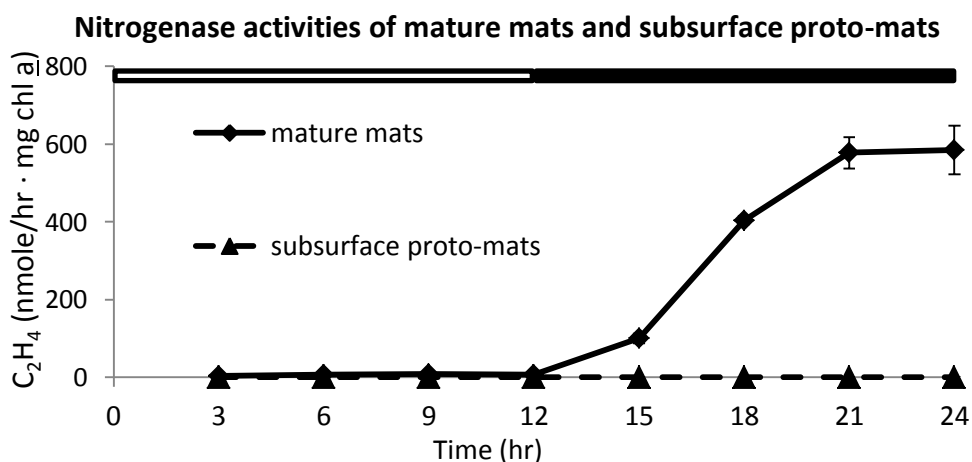 Nitrogenase activities of mature mats and subsurface proto-mats
C₂H₄ (nmole/hr · mg chl a)
800
600
400
200
0
mature mats
subsurface proto-mats
0 3 6 9 12 15 18 21 24
Time (hr)